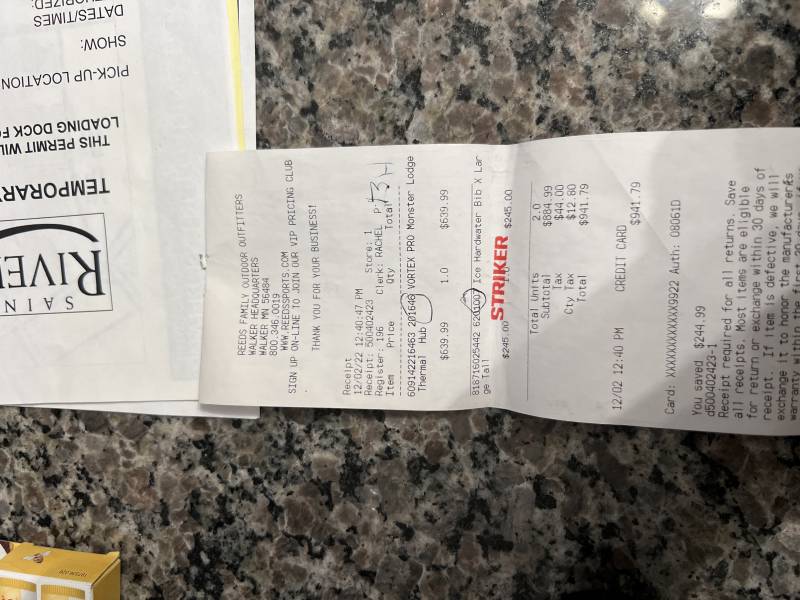 REEDS FAMILY OUTDOOR OUTFITTERS
WALKER HEADQUARTERS
WALKER MN 56484
800.346.0019
WWW.REEDSSPORTS.COM
SIGN UP ON-LINE TO JOIN OUR VIP PRICING CLUB
THANK YOU FOR YOUR BUSINESS!
Receipt
12/02/22 12:40:47 PM Store: 1
Receipt: 500402423
Register: 196 Clerk: RACHEL P
Item Price Qty Total
609142216463 201646 VORTEX PRO Monster Lodge
Thermal Hub
$639.99 1.0 $639.99
818716025442 620100 Ice Hardwater Bib X Lar
ge Tall
$245.00 $245.00
STRIKER
Total Units 2.0
Subtotal $884.99
Tax $44.00
Cty Tax $12.80
Total $941.79
12/02 12:40 PM CREDIT CARD $941.79
Card: XXXXXXXXXXXX9922 Auth: 08061D
You saved $244.99
d500402423-1
Receipt required for all returns. Save
all receipts. Most items are eligible
for return or exchange within 30 days of
receipt. If item is defective, we will
exchange it to honor the manufacturers
warranty within the first
SAIN
RIVE
TEMPORARY
THIS PERMIT WIL
LOADING DOCK F
PICK-UP LOCATION
SHOW:
DATES/TIMES